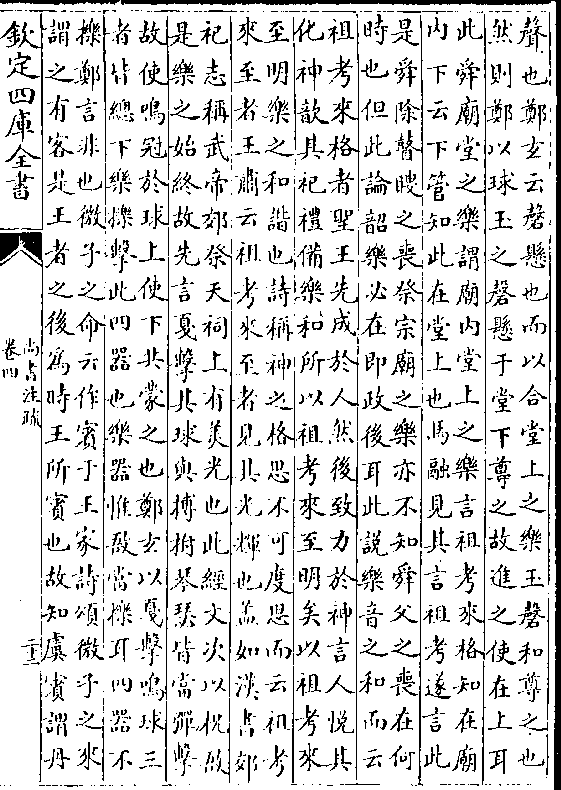 聲也鄭玄云磬懸也而以合堂上之樂玉磬和尊之也
然則鄭以球玉之磬懸于堂下尊之故進之使在上耳
此舜廟堂之樂謂廟内堂上之樂言祖考來格知在廟
内下云下管知此在堂上也馬融見其言祖考遂言此
是舜除瞽瞍之喪祭宗廟之樂亦不知舜父之喪在何
時也但此論韶樂必在即政後耳此説樂音之和而云
祖考來格者聖王先成於人然後致力於神言人悦其
化神歆其祀禮備樂和所以祖考來至明矣以祖考來
至明樂之和諧也詩稱神之格思不可度思而云祖考
來至者王肅云祖考來至者見其光輝也蓋如漢書郊
祀志稱武帝郊祭天祠上有美光也此經文次以柷敔
是樂之始終故先言戛擊其球與搏拊琴瑟皆當彈擊
故使鳴冠於球上使下共蒙之也鄭玄以戛擊鳴球三
者皆總下樂櫟擊此四器也樂器惟敔當櫟耳四器不
櫟鄭言非也微子之命云作賓于王家詩頌微子之來
謂之有客是王者之後為時王所賓也故知虞賓謂丹
欽定四庫全書
尚書注疏
卷四